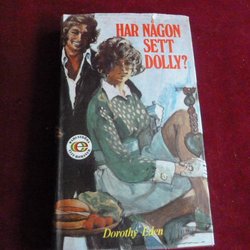 HAR NÅGON
SETT
DOLLY?
Dorothy Eden